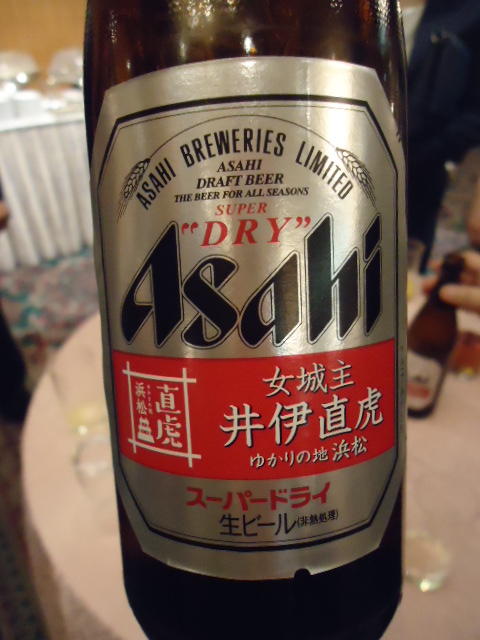 ASAHI BREWERIES LIMITED
ASAHI
DRAFT BEER
THE BEER FOR ALL SEASONS
SUPER
"DRY"
Asahi
女城主
井伊直虎
ゆかりの地 浜松
直虎
浜松
スーパードライ
生ビール(非熱処理)